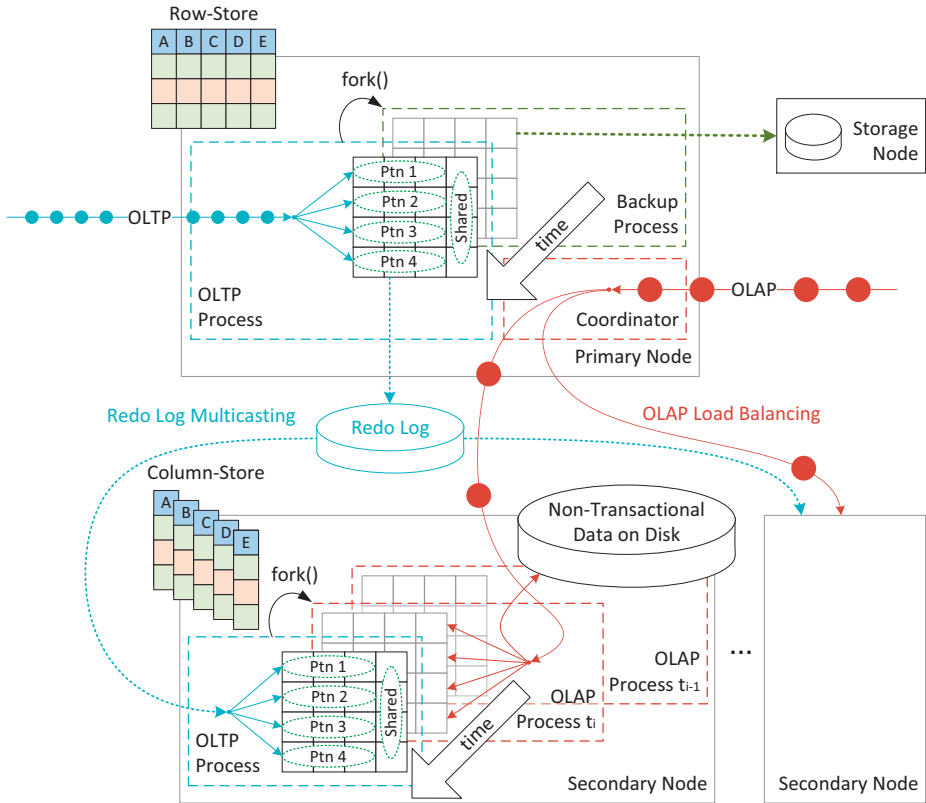 Row-Store
A B C D E
fork()
Storage
Node
Ptn 1
Ptn 2
Ptn 3
Ptn 4
Shared
Backup
Process
time
OLTP
OLTP
Process
OLAP
Coordinator
Primary Node
Redo Log Multicasting
Redo Log
OLAP Load Balancing
Column-Store
A B C D E
Non-Transactional
Data on Disk
fork()
Ptn 1
Ptn 2
Ptn 3
Ptn 4
Shared
OLAP
Process ti-1
OLAP
Process ti
time
OLTP
Process
Secondary Node
...
Secondary Node